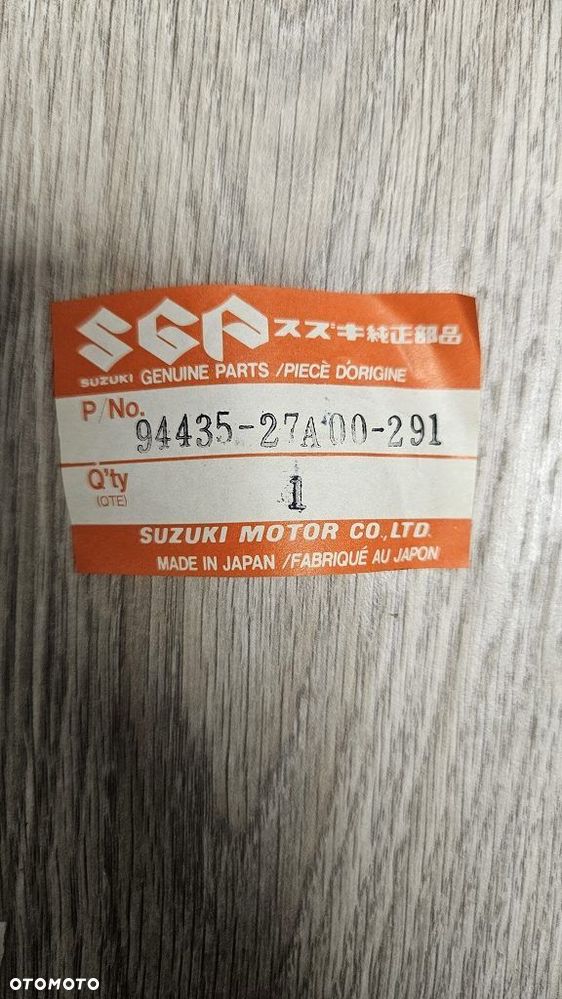 SGP スズキ純正部品
SUZUKI GENUINE PARTS / PIECÈ D'ORIGINE
P/No. 94435-27A00-291
Q'ty 1
(QTE)
SUZUKI MOTOR CO., LTD.
MADE IN JAPAN / FABRIQUÉ AU JAPON
OTOMOTO